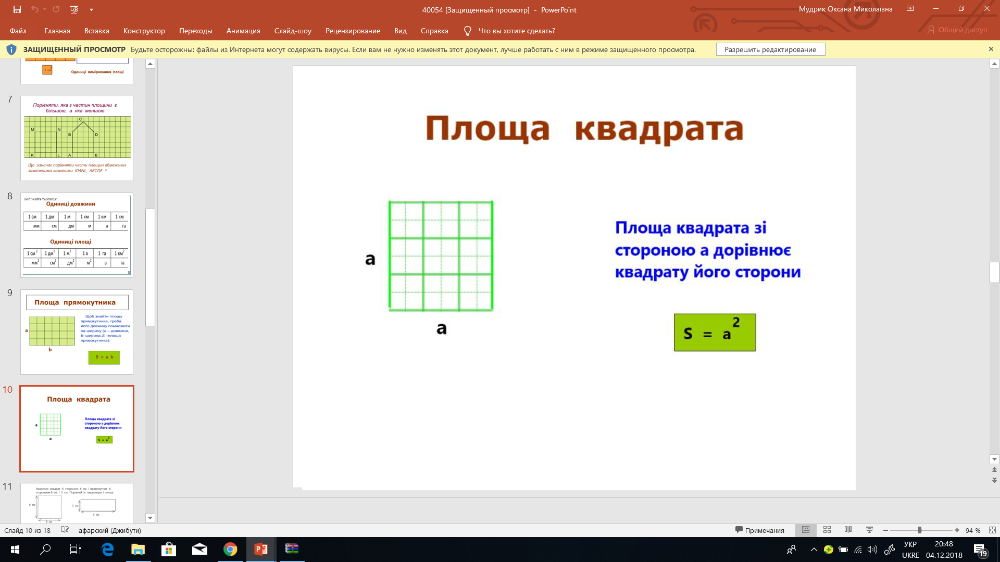 40054 [Защищенный просмотр] - PowerPoint
Мудрик Оксана Миколаївна
Файл Главная Вставка Конструктор Переходы Анимация Слайд-шоу Рецензирование Вид Справка Что вы хотите сделать?
Общий доступ
ЗАЩИЩЕННЫЙ ПРОСМОТР Будьте осторожны: файлы из Интернета могут содержать вирусы. Если вам не нужно изменять этот документ, лучше работать с ним в режиме защищенного просмотра.
Разрешить редактирование
1 см²
Одиниці вимірювання площі
7
Порівняти, яка з частин площини є
більшою, а яка меншою
C
M N B D
K L A E
Що означає порівняти части площин обмежених
замкненими ламаними KMNL, ABCDE ?
8
Заповніть таблицю
Одиниці довжини
1 см 1 дм 1 м 1 км 1 км 1 км
мм см дм м а га
Одиниці площі
1 см² 1 дм² 1 м² 1 а 1 га 1 км²
мм² см² дм² м² а га
9
Площа прямокутника
Щоб знайти площу
прямокутника, треба
його довжину помножити
на ширину (a – довжина,
b–ширина,S –площа
прямокутника).
a
b
S = a b
10
Площа квадрата
a
a
Площа квадрата зі
стороною a дорівнює
квадрату його сторони
S = a²
11
Накресли квадрат зі стороною 6 см і прямокутник зі
сторонами 9 см і 3 см. Порівняй їх периметри і площі
6 см
6 см
3 см
9 см
Площа квадрата
a
a
Площа квадрата зі
стороною а дорівнює
квадрату його сторони
S = a²
Слайд 10 из 18
афарский (Джибути)
Примечания
94 %
УКР
UKRE
20:48
04.12.2018
19